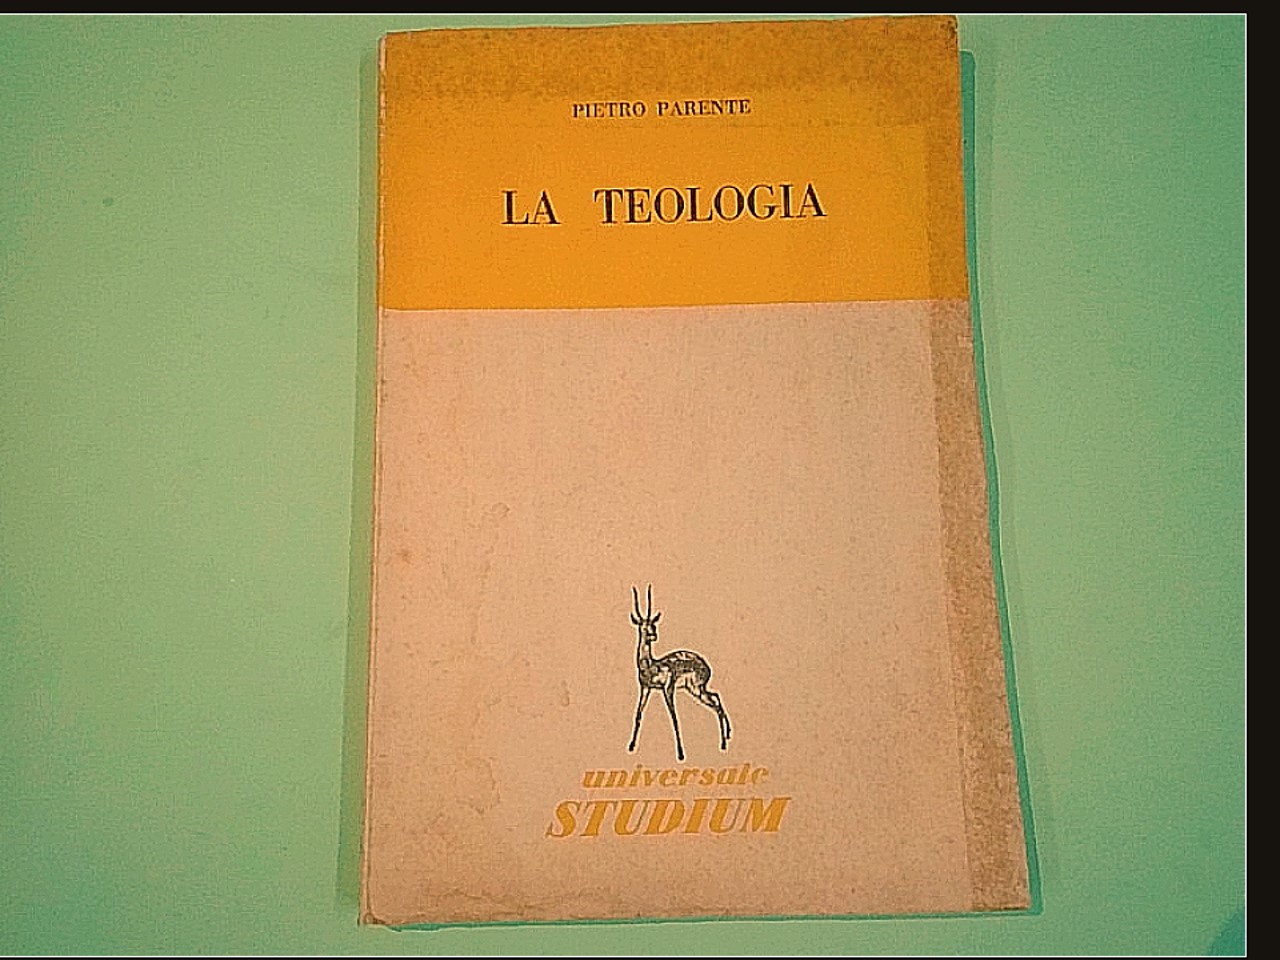 PIETRO PARENTE
LA TEOLOGIA
universale
STUDIUM